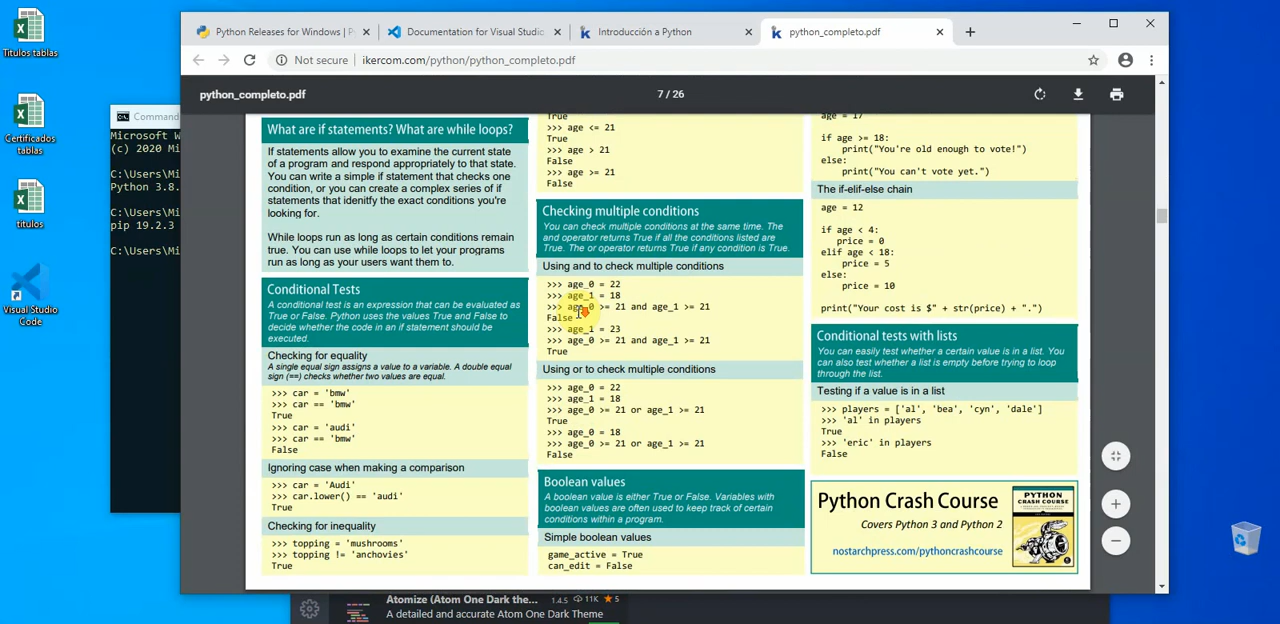 Titulos tablas
Certificados
tablas
titulos
Visual Studio
Code
Python Releases for Windows | P
Documentation for Visual Studi
Introducción a Python
python_completo.pdf
Not secure
ikercom.com/python/python_completo.pdf
python_completo.pdf
7 / 26
Command
Microsoft W
(c) 2020 Mi
C:\Users\Mi
Python 3.8.
C:\Users\Mi
pip 19.2.3
C:\Users\Mi
What are if statements? What are while loops?
If statements allow you to examine the current state
of a program and respond appropriately to that state.
You can write a simple if statement that checks one
condition, or you can create a complex series of if
statements that idenitfy the exact conditions you're
looking for.
While loops run as long as certain conditions remain
true. You can use while loops to let your programs
run as long as your users want them to.
Conditional Tests
A conditional test is an expression that can be evaluated as
True or False. Python uses the values True and False to
decide whether the code in an if statement should be
executed.
Checking for equality
A single equal sign assigns a value to a variable. A double equal
sign (==) checks whether two values are equal.
>>> car = 'bmw'
>>> car == 'bmw'
True
>>> car = 'audi'
>>> car == 'bmw'
False
Ignoring case when making a comparison
>>> car = 'Audi'
>>> car.lower() == 'audi'
True
Checking for inequality
>>> topping = 'mushrooms'
>>> topping != 'anchovies'
True
True
>>> age <= 21
True
>>> age > 21
False
>>> age >= 21
False
Checking multiple conditions
You can check multiple conditions at the same time. The
and operator returns True if all the conditions listed are
True. The or operator returns True if any condition is True.
Using and to check multiple conditions
>>> age_0 = 22
>>> age_1 = 18
>>> age_0 >= 21 and age_1 >= 21
False
>>> age_1 = 23
>>> age_0 >= 21 and age_1 >= 21
True
Using or to check multiple conditions
>>> age_0 = 22
>>> age_1 = 18
>>> age_0 >= 21 or age_1 >= 21
True
>>> age_0 = 18
>>> age_0 >= 21 or age_1 >= 21
False
Boolean values
A boolean value is either True or False. Variables with
boolean values are often used to keep track of certain
conditions within a program.
Simple boolean values
game_active = True
can_edit = False
age = 17
if age >= 18:
print("You're old enough to vote!")
else:
print("You can't vote yet.")
The if-elif-else chain
age = 12
if age < 4:
price = 0
elif age < 18:
price = 5
else:
price = 10
print("Your cost is $" + str(price) + ".")
Conditional tests with lists
You can easily test whether a certain value is in a list. You
can also test whether a list is empty before trying to loop
through the list.
Testing if a value is in a list
>>> players = ['al', 'bea', 'cyn', 'dale']
>>> 'al' in players
True
>>> 'eric' in players
False
Python Crash Course
Covers Python 3 and Python 2
nostarchpress.com/pythoncrashcourse
PYTHON
CRASH COURSE
Atomize (Atom One Dark the... 1.4.5 11K 5
A detailed and accurate Atom One Dark Theme